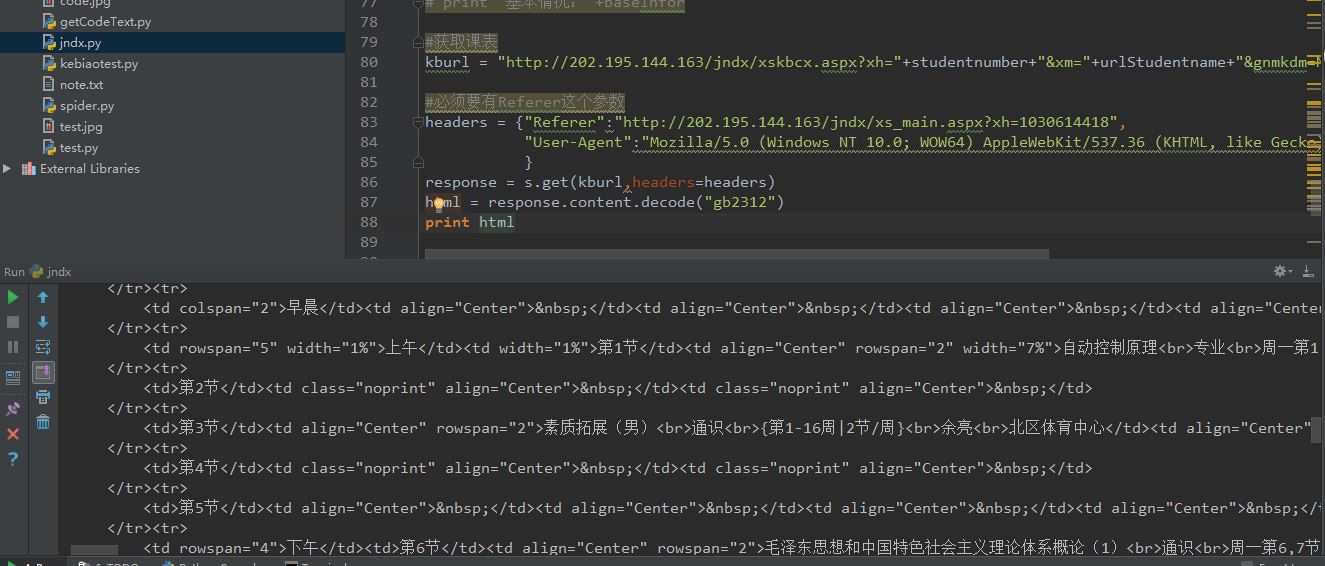 code.jpg
getCodeText.py
jndx.py
kebiaotest.py
note.txt
spider.py
test.jpg
test.py
External Libraries
77 # print "基本情况: "+baseInfor
78
79 #获取课表
80 kburl = "http://202.195.144.163/jndx/xskbcx.aspx?xh="+studentnumber+"&xm="+urlStudentname+"&gnmkdm=
81
82 #必须要有Referer这个参数
83 headers = {"Referer":"http://202.195.144.163/jndx/xs_main.aspx?xh=1030614418",
84 "User-Agent":"Mozilla/5.0 (Windows NT 10.0; WOW64) AppleWebKit/537.36 (KHTML, like Gecko
85 }
86 response = s.get(kburl,headers=headers)
87 html = response.content.decode("gb2312")
88 print html
89
Run jndx
</tr><tr>
<td colspan="2">早晨</td><td align="Center">&nbsp;</td><td align="Center">&nbsp;</td><td align="Center">&nbsp;</td><td align="Cente
</tr><tr>
<td rowspan="5" width="1%">上午</td><td width="1%">第1节</td><td align="Center" rowspan="2" width="7%">自动控制原理<br>专业<br>周一第1
</tr><tr>
<td>第2节</td><td class="noprint" align="Center">&nbsp;</td><td class="noprint" align="Center">&nbsp;</td>
</tr><tr>
<td>第3节</td><td align="Center" rowspan="2">素质拓展（男）<br>通识<br>{第1-16周|2节/周}<br>余亮<br>北区体育中心</td><td align="Center"
</tr><tr>
<td>第4节</td><td class="noprint" align="Center">&nbsp;</td><td class="noprint" align="Center">&nbsp;</td>
</tr><tr>
<td>第5节</td><td align="Center">&nbsp;</td><td align="Center">&nbsp;</td><td align="Center">&nbsp;</td><td align="Center">&nbsp;</t
</tr><tr>
<td rowspan="4">下午</td><td>第6节</td><td align="Center" rowspan="2">毛泽东思想和中国特色社会主义理论体系概论（1）<br>通识<br>周一第6,7节